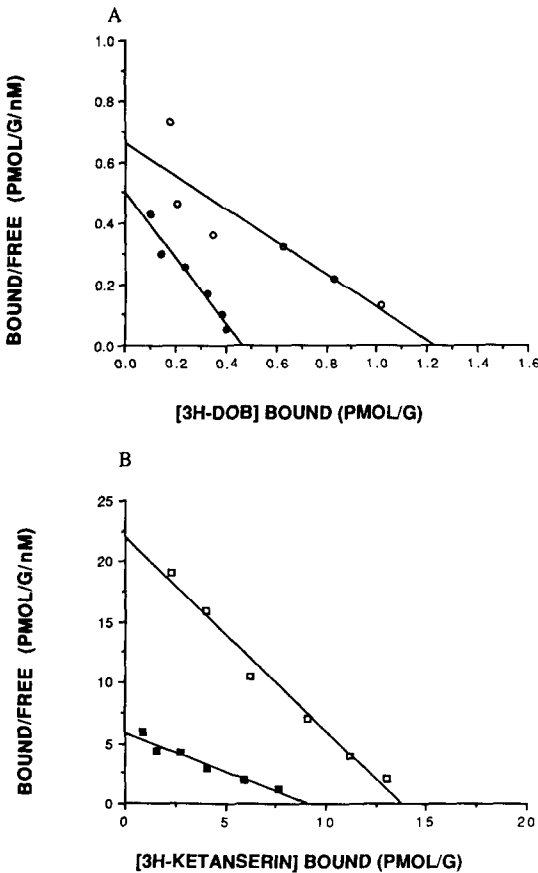 A
BOUND/FREE (PMOL/G/nM)
1.0
0.8
0.6
0.4
0.2
0.0
0.0 0.2 0.4 0.6 0.8 1.0 1.2 1.4 1.6
[3H-DOB] BOUND (PMOL/G)
B
BOUND/FREE (PMOL/G/nM)
25
20
15
10
5
0
0 5 10 15 20
[3H-KETANSERIN] BOUND (PMOL/G)